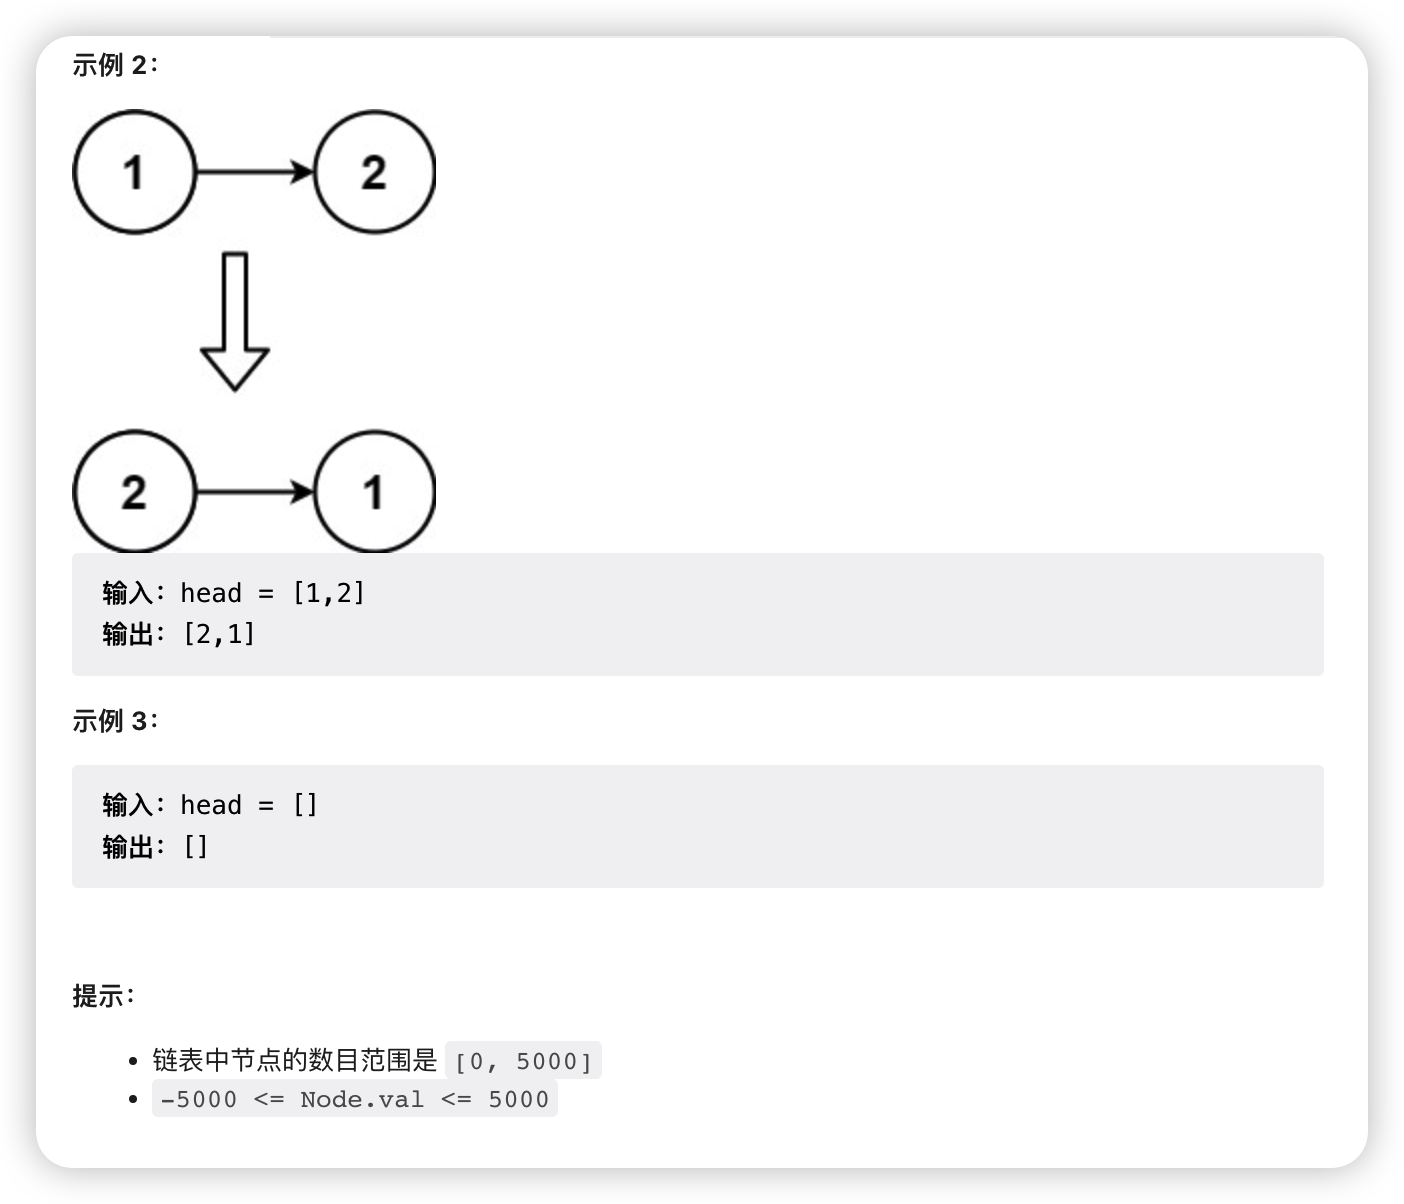 示例 2：
1
2
2
1
输入：head = [1,2]
输出：[2,1]
示例 3：
输入：head = []
输出：[]
提示：
链表中节点的数目范围是 [0, 5000]
-5000 <= Node.val <= 5000